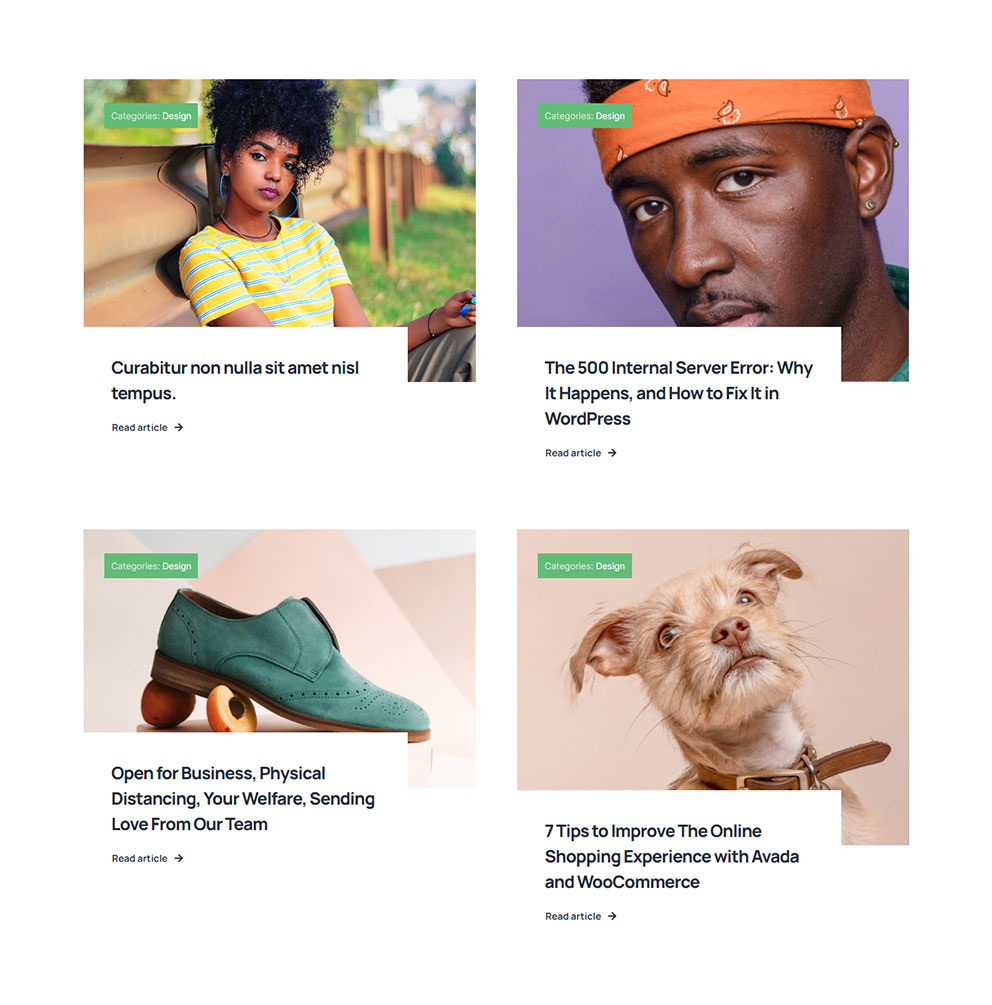 Categories: Design
Curabitur non nulla sit amet nisl
tempus.
Read article
Categories: Design
The 500 Internal Server Error: Why
It Happens, and How to Fix It in
WordPress
Read article
Categories: Design
Open for Business, Physical
Distancing, Your Welfare, Sending
Love From Our Team
Read article
Categories: Design
7 Tips to Improve The Online
Shopping Experience with Avada
and WooCommerce
Read article